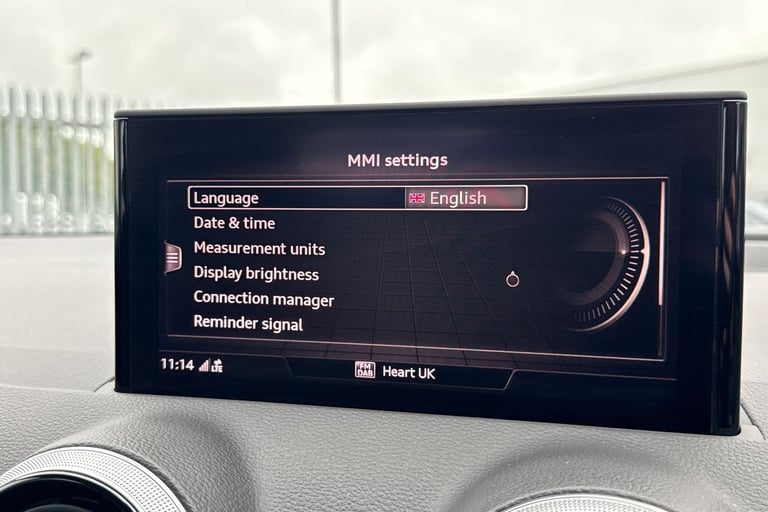 MMI settings
Language English
Date & time
Measurement units
Display brightness
Connection manager
Reminder signal
11:14 LTE FM DAB Heart UK